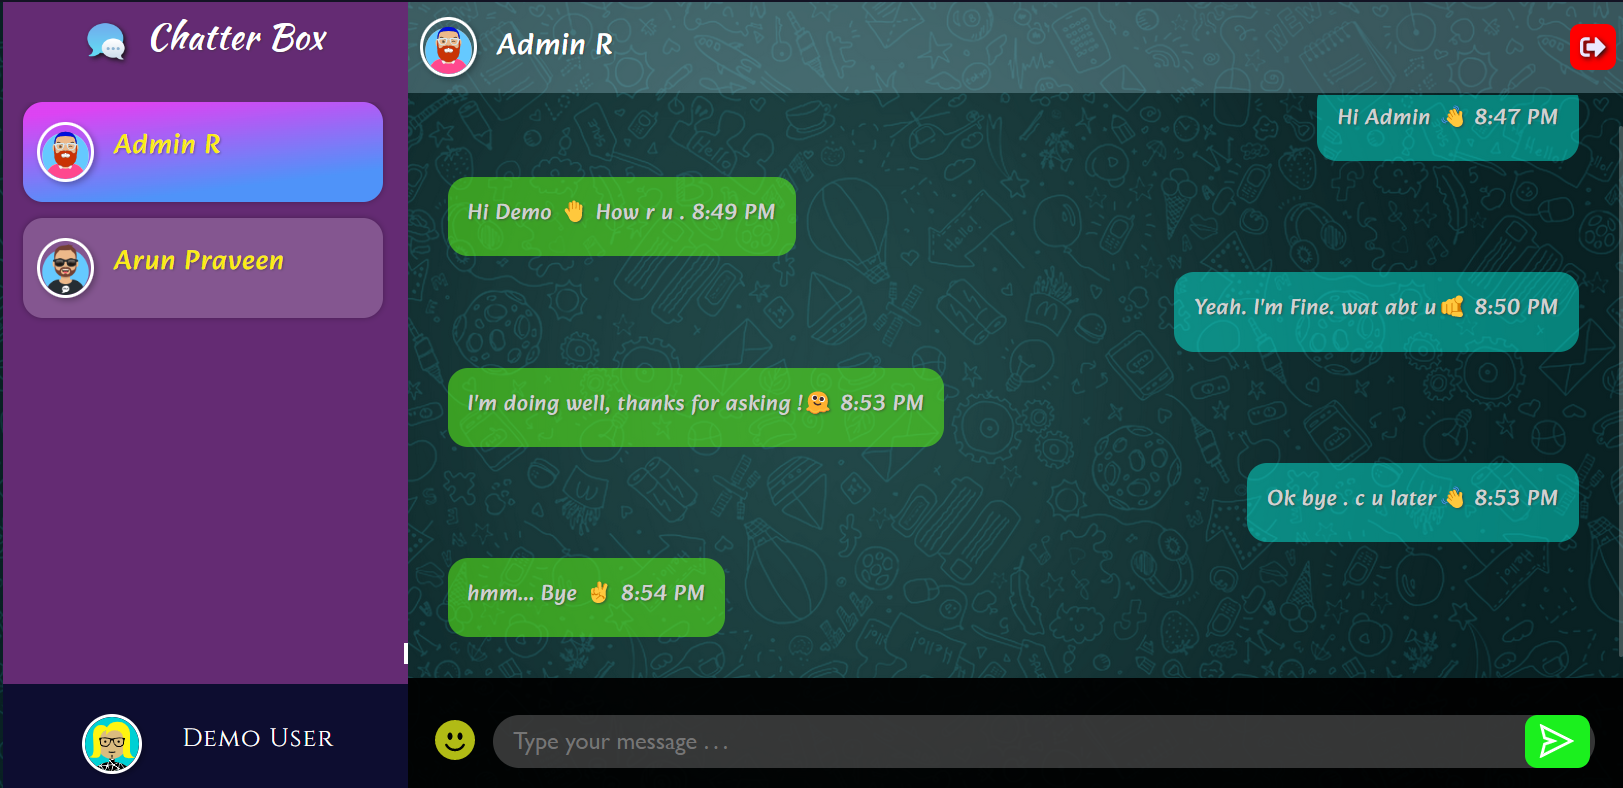 Chatter Box
Admin R
Arun Praveen
Demo User
Admin R
Hi Admin 👋 8:47 PM
Hi Demo 🤚 How r u . 8:49 PM
Yeah. I'm Fine. wat abt u🫵 8:50 PM
I'm doing well, thanks for asking !🫠 8:53 PM
Ok bye . c u later 👋 8:53 PM
hmm... Bye ✌️ 8:54 PM
Type your message . . .